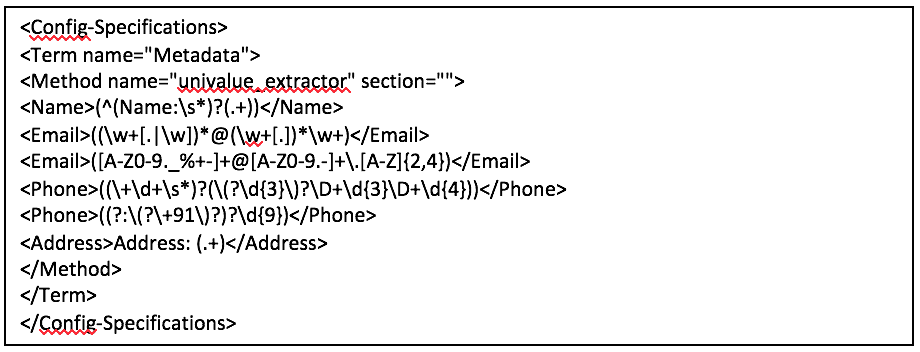 <Config-Specifications>
<Term name="Metadata">
<Method name="univalue_extractor" section="">
<Name>(^(Name:\s*)?(.+))</Name>
<Email>((\w+[.|\w])*@(\w+[.])*\w+)</Email>
<Email>([A-Z0-9._%+-]+@[A-Z0-9.-]+\.[A-Z]{2,4})</Email>
<Phone>((\+\d+\s*)?(\(?\d{3}\)?\D+\d{3}\D+\d{4}))</Phone>
<Phone>((?:\(?\+91\)?)?\d{9})</Phone>
<Address>Address: (.+)</Address>
</Method>
</Term>
</Config-Specifications>